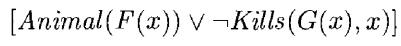 [Animal(F(x)) ∨ ¬Kills(G(x), x)]